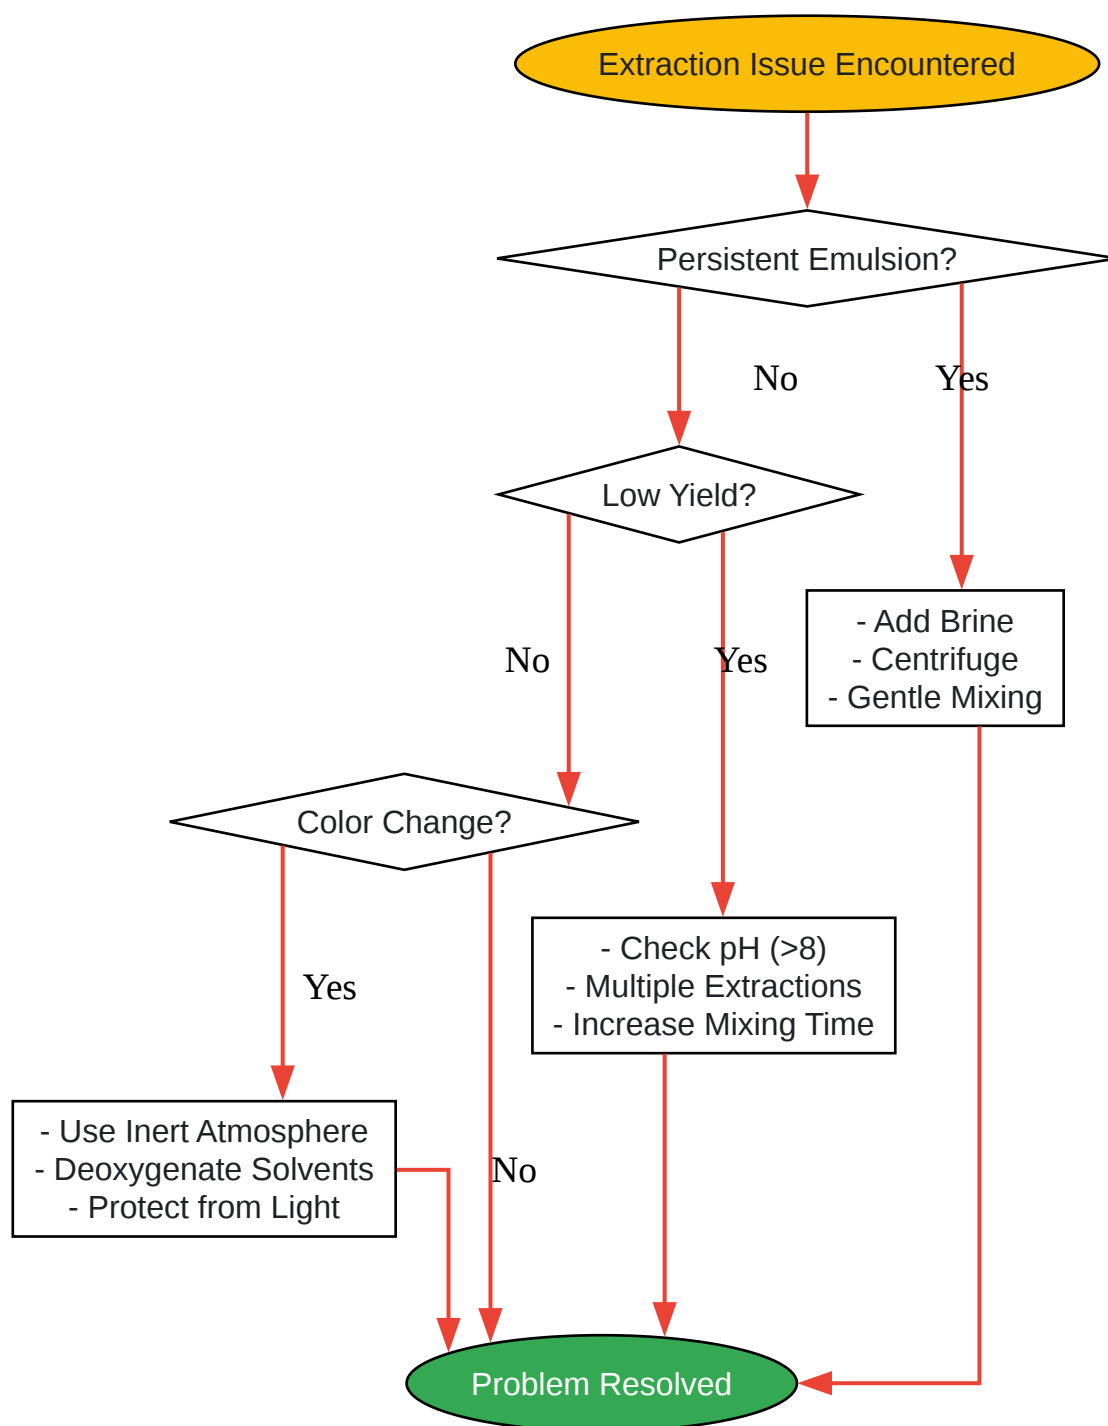 Extraction Issue Encountered
Persistent Emulsion?
No
Yes
Low Yield?
- Add Brine
- Centrifuge
- Gentle Mixing
No
Yes
Color Change?
- Check pH (>8)
- Multiple Extractions
- Increase Mixing Time
Yes
- Use Inert Atmosphere
- Deoxygenate Solvents
- Protect from Light
No
Problem Resolved